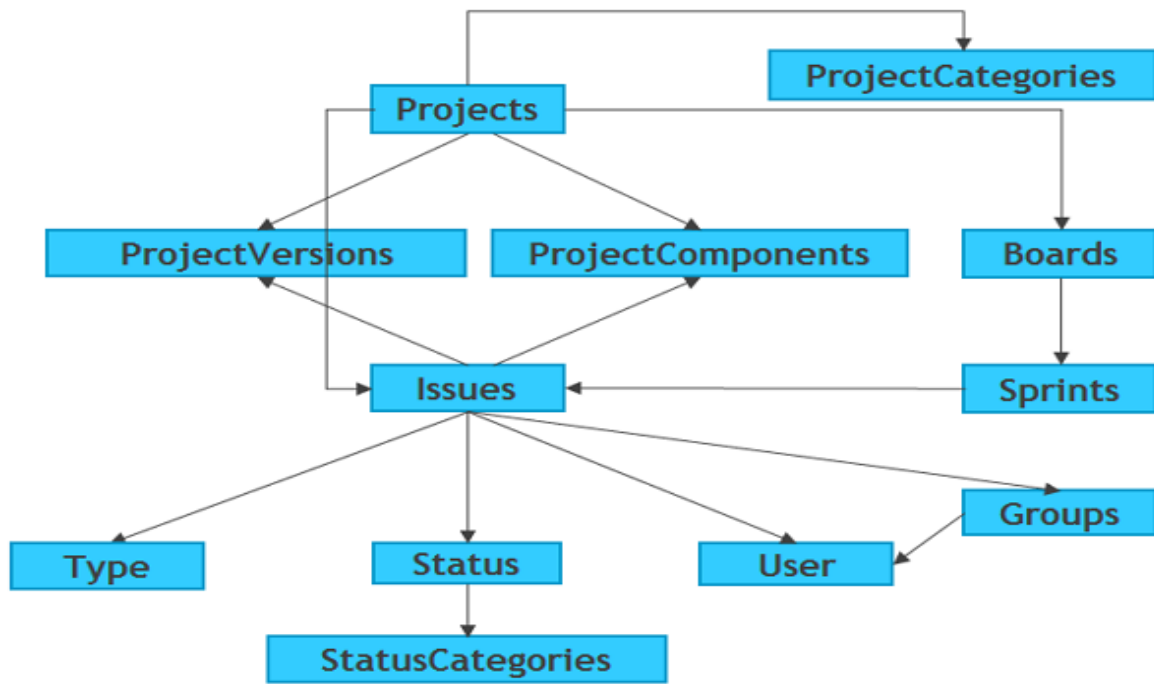 ProjectCategories
Projects
ProjectVersions
ProjectComponents
Boards
Issues
Sprints
Groups
Type
Status
User
StatusCategories